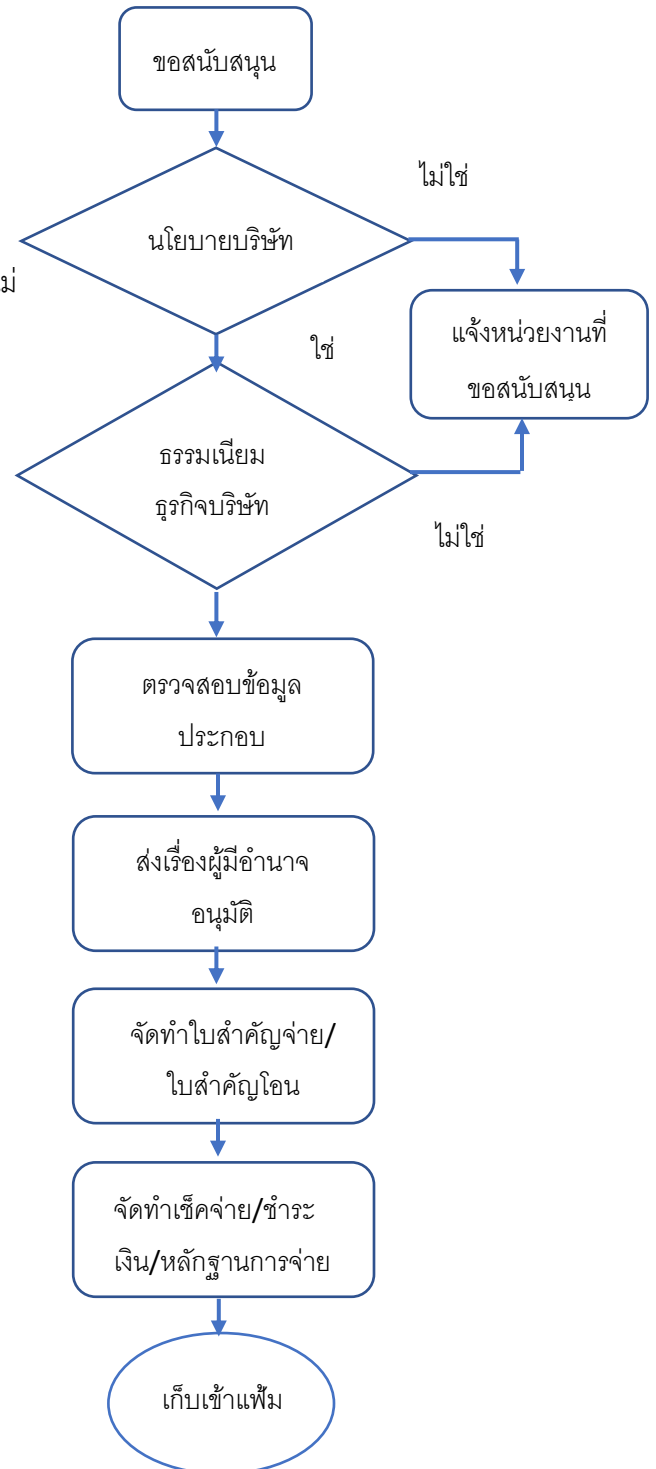 ขอสนับสนุน
ไม่ใช่
นโยบายบริษัท
ม่
แจ้งหน่วยงานที่
ขอสนับสนุน
ใช่
ธรรมเนียม
ธุรกิจบริษัท
ไม่ใช่
ตรวจสอบข้อมูล
ประกอบ
ส่งเรื่องผู้มีอำนาจ
อนุมัติ
จัดทำใบสำคัญจ่าย/
ใบสำคัญโอน
จัดทำเช็คจ่าย/ชำระ
เงิน/หลักฐานการจ่าย
เก็บเข้าแฟ้ม